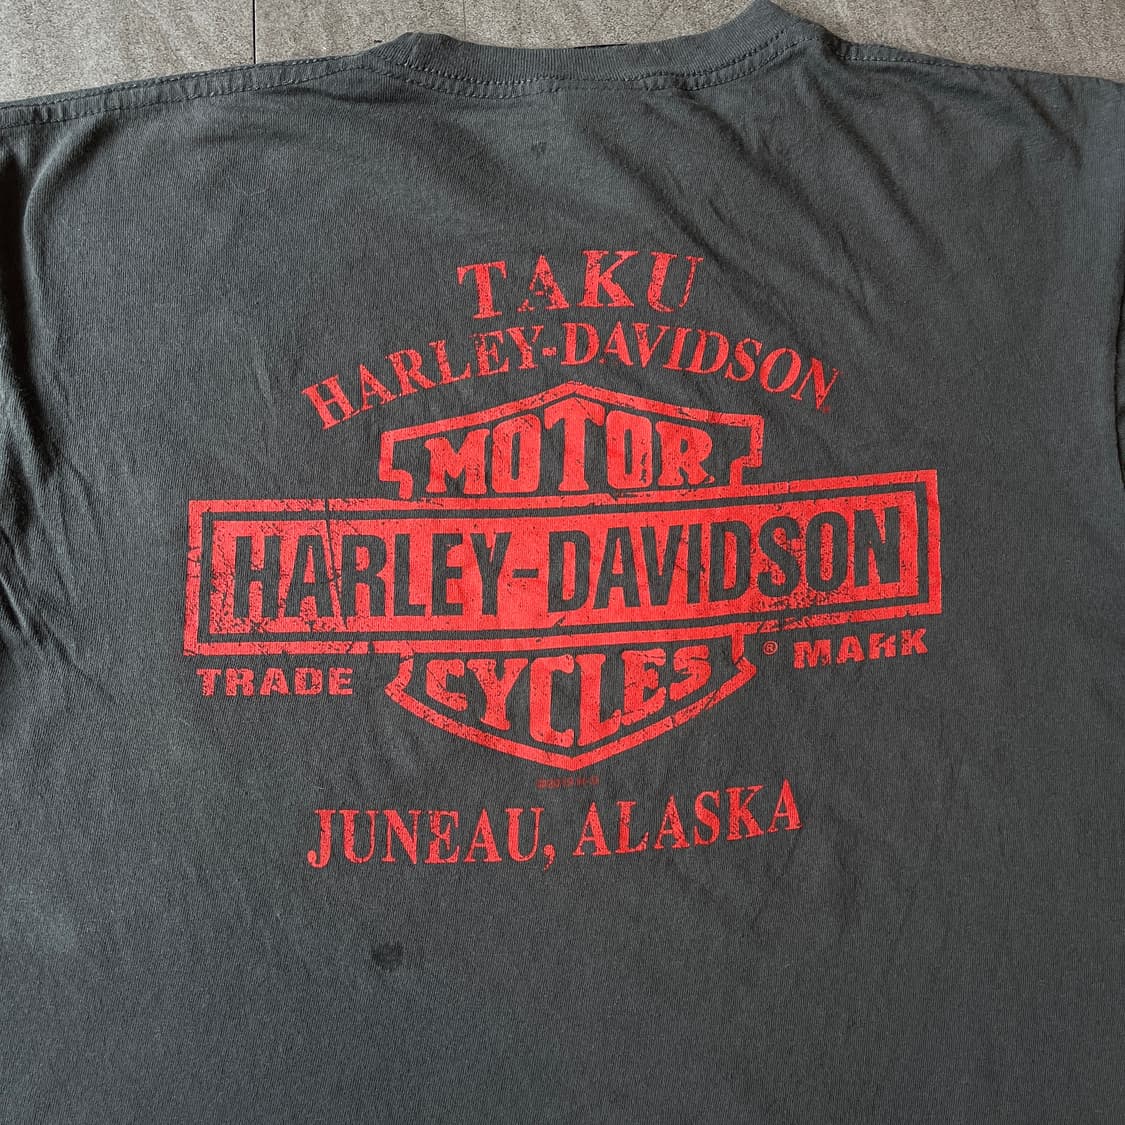 TAKU
HARLEY-DAVIDSON
MOTOR
HARLEY-DAVIDSON
TRADE ® MARK
CYCLES
JUNEAU, ALASKA